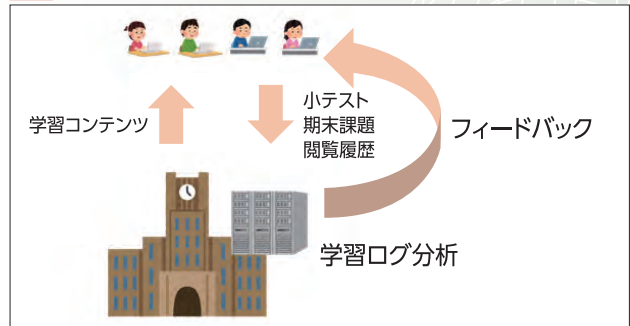 学習コンテンツ
小テスト
期末課題
閲覧履歴
フィードバック
学習ログ分析